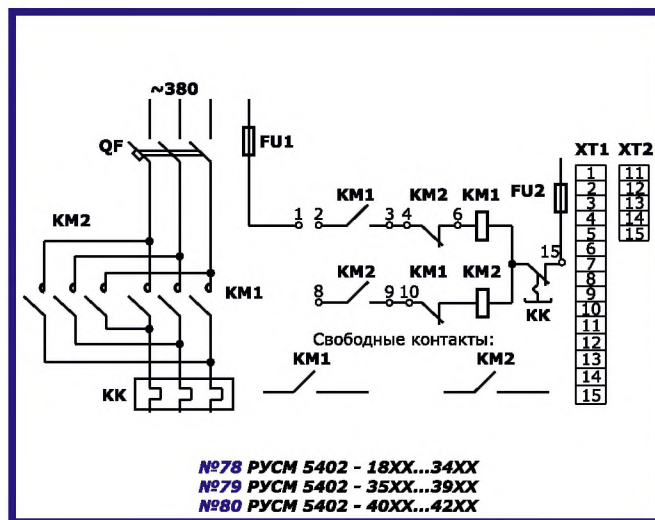 ~380
QF
FU1
XT1 XT2
KM2
KM1 KM2 KM1
FU2
1 2 3 4 6
15
KM1
KM2 KM1 KM2
8 9 10
KK
Свободные контакты:
KM1 KM2
KK
1
2
3
4
5
6
7
8
9
10
11
12
13
14
15
11
12
13
14
15
№78 РУСМ 5402 - 18XX...34XX
№79 РУСМ 5402 - 35XX...39XX
№80 РУСМ 5402 - 40XX...42XX